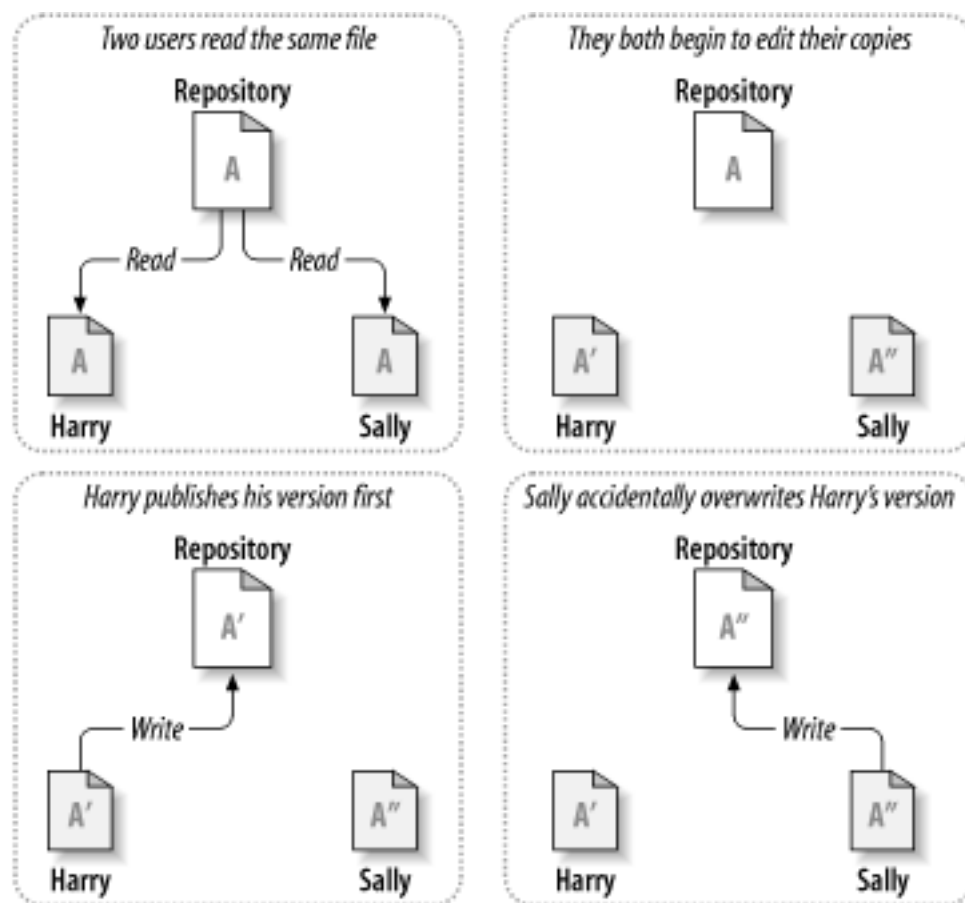 Two users read the same file
Repository
A
Read Read
A A
Harry Sally
They both begin to edit their copies
Repository
A
A′ A″
Harry Sally
Harry publishes his version first
Repository
A′
Write
A′ A″
Harry Sally
Sally accidentally overwrites Harry’s version
Repository
A″
Write
A′ A″
Harry Sally